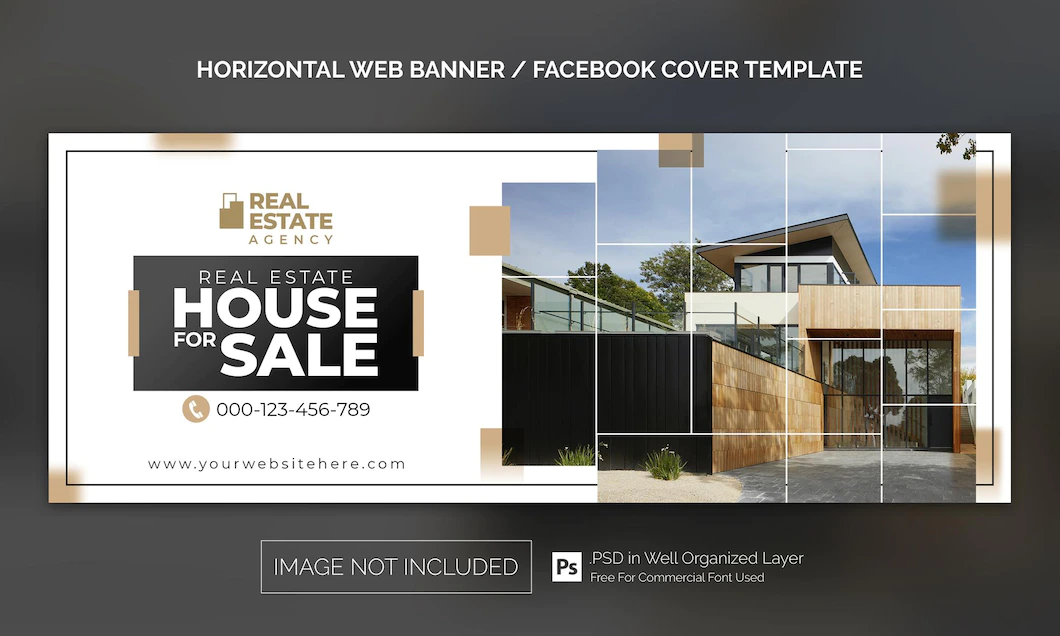 HORIZONTAL WEB BANNER / FACEBOOK COVER TEMPLATE
REAL
ESTATE
AGENCY
REAL ESTATE
HOUSE
FOR SALE
000-123-456-789
www.yourwebsitehere.com
IMAGE NOT INCLUDED
Ps
.PSD in Well Organized Layer
Free For Commercial Font Used